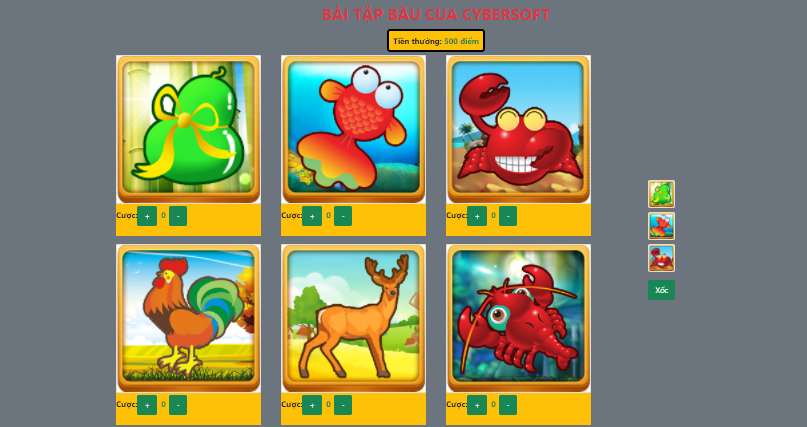 BÀI TẬP BẦU CUA CYBERSOFT
Tiền thưởng: 500 điểm
Cược: + 0 -
Cược: + 0 -
Cược: + 0 -
Xốc
Cược: + 0 -
Cược: + 0 -
Cược: + 0 -